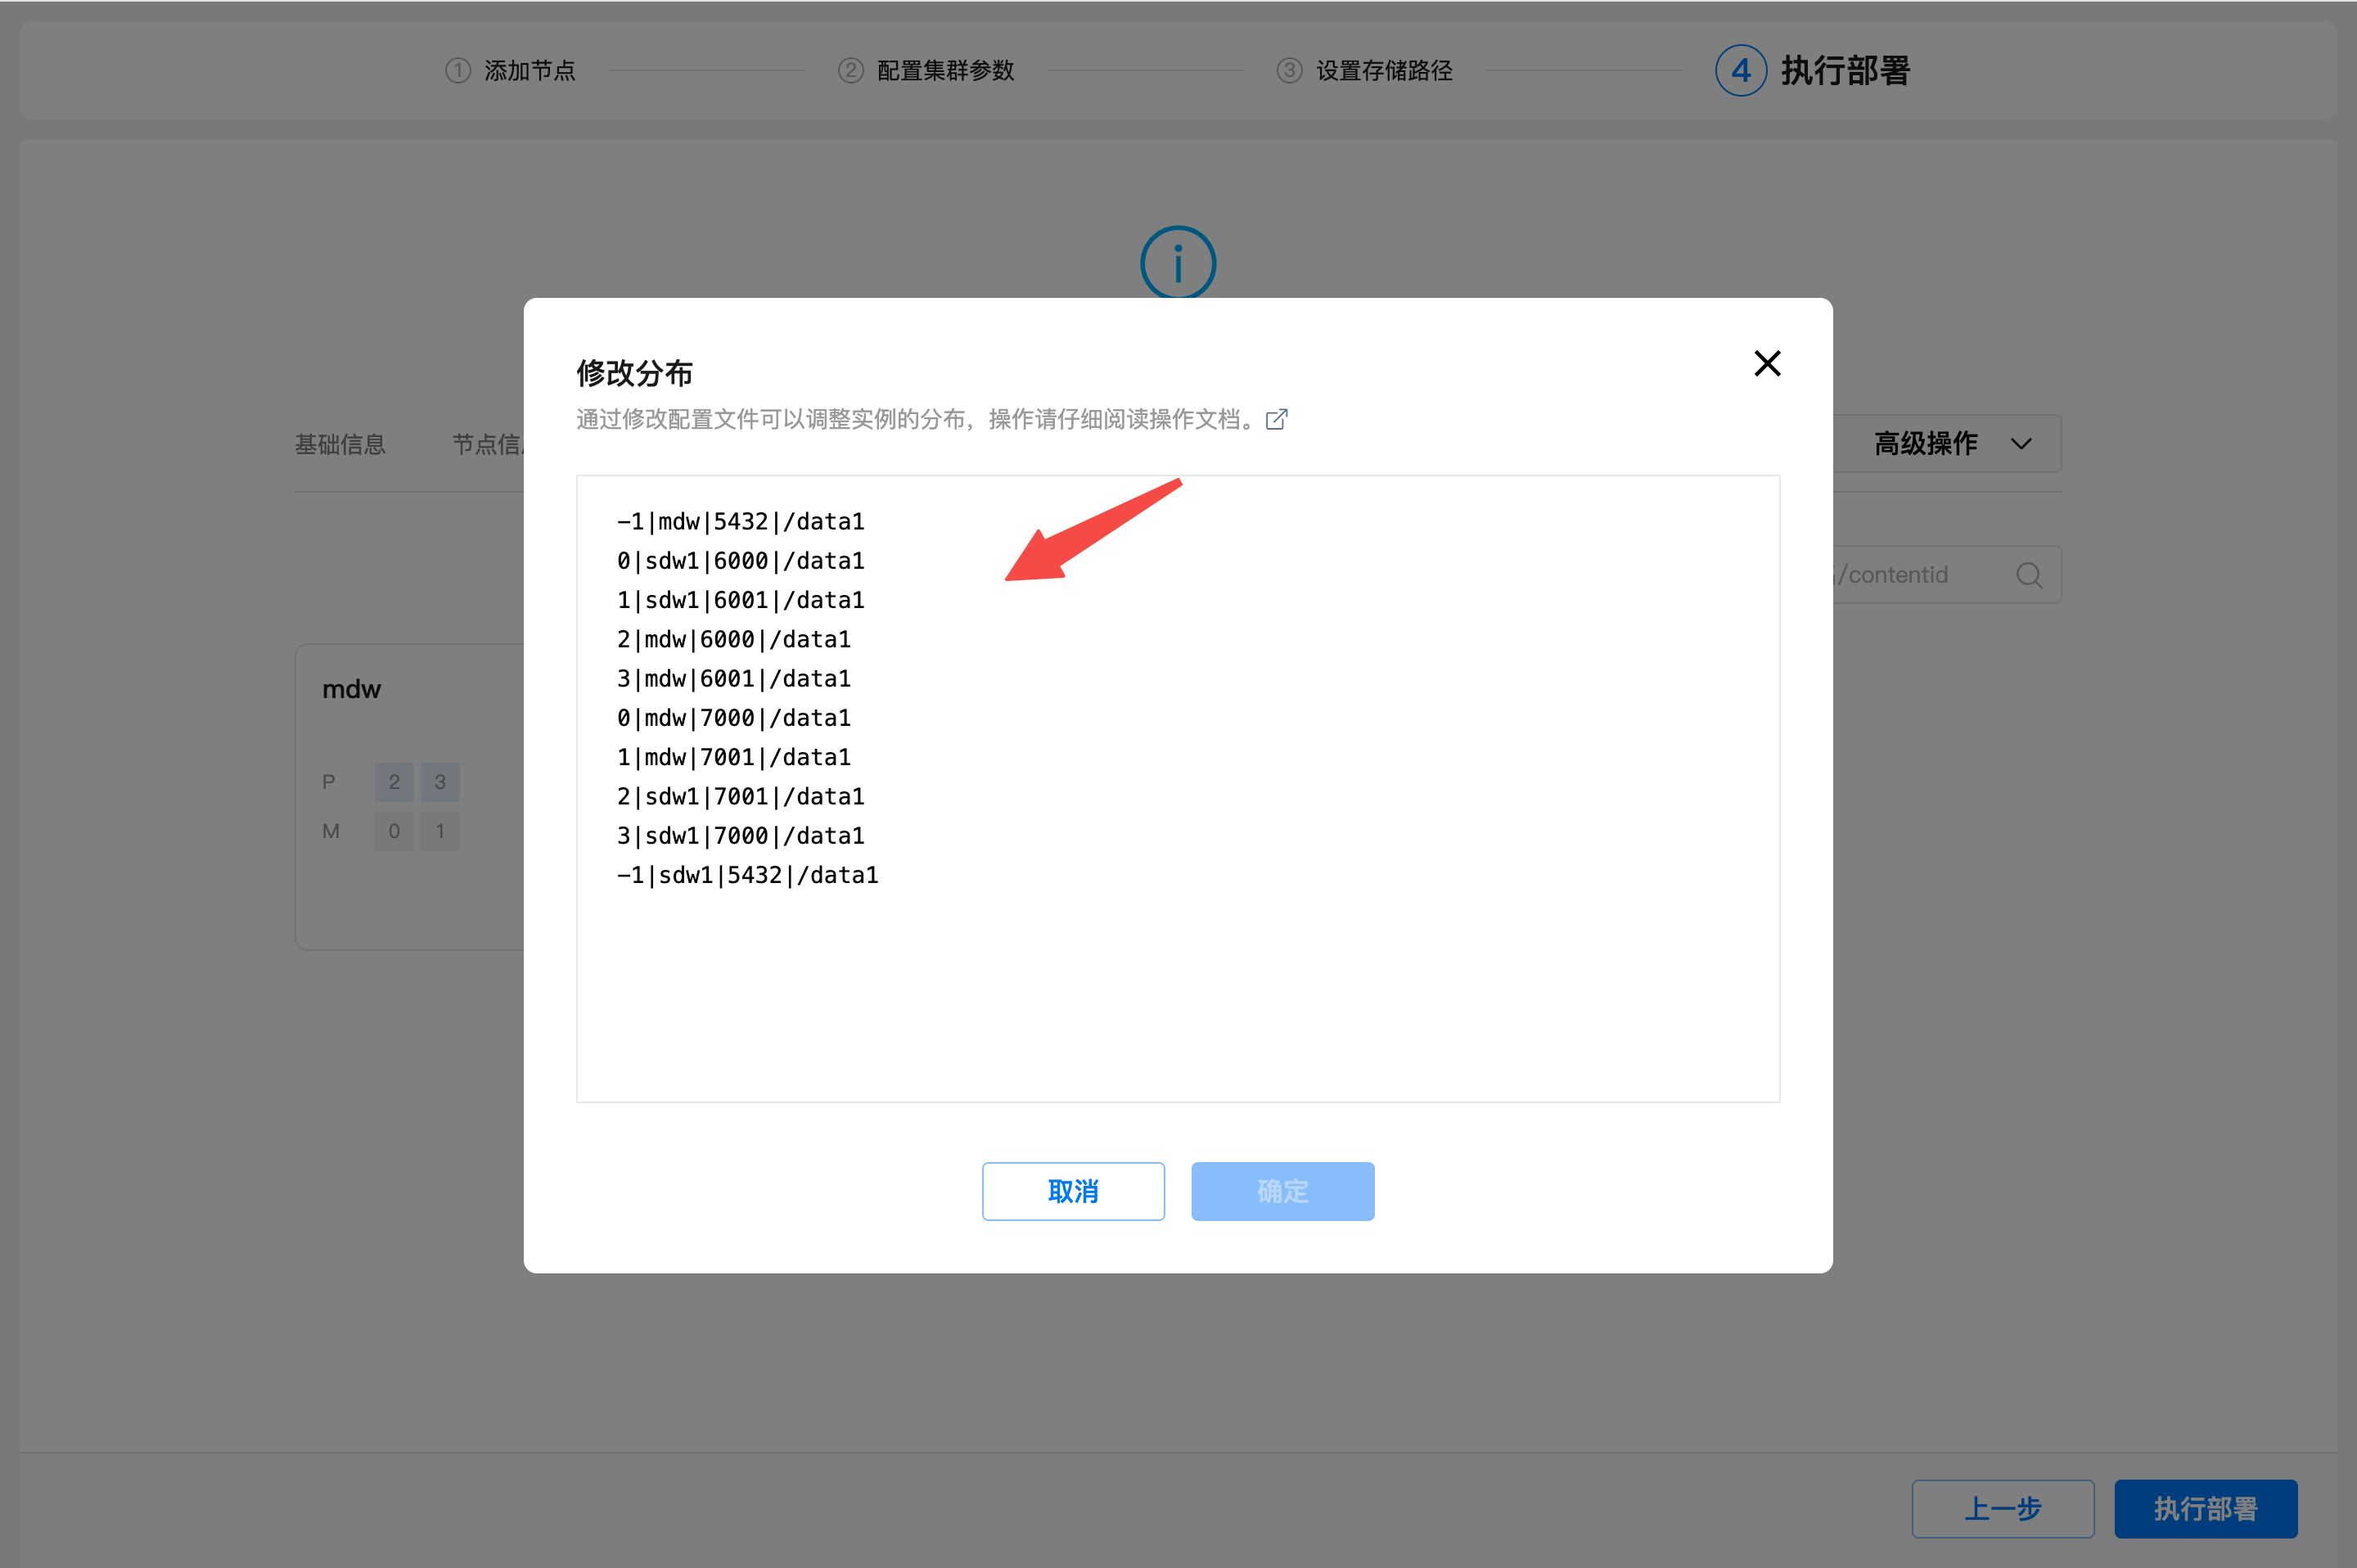 ① 添加节点
② 配置集群参数
③ 设置存储路径
④ 执行部署
修改分布
通过修改配置文件可以调整实例的分布，操作请仔细阅读操作文档。
基础信息
节点信
高级操作
-1|mdw|5432|/data1
0|sdw1|6000|/data1
1|sdw1|6001|/data1
2|mdw|6000|/data1
3|mdw|6001|/data1
0|mdw|7000|/data1
1|mdw|7001|/data1
2|sdw1|7001|/data1
3|sdw1|7000|/data1
-1|sdw1|5432|/data1
/contentid
mdw
P 2 3
M 0 1
取消
确定
上一步
执行部署